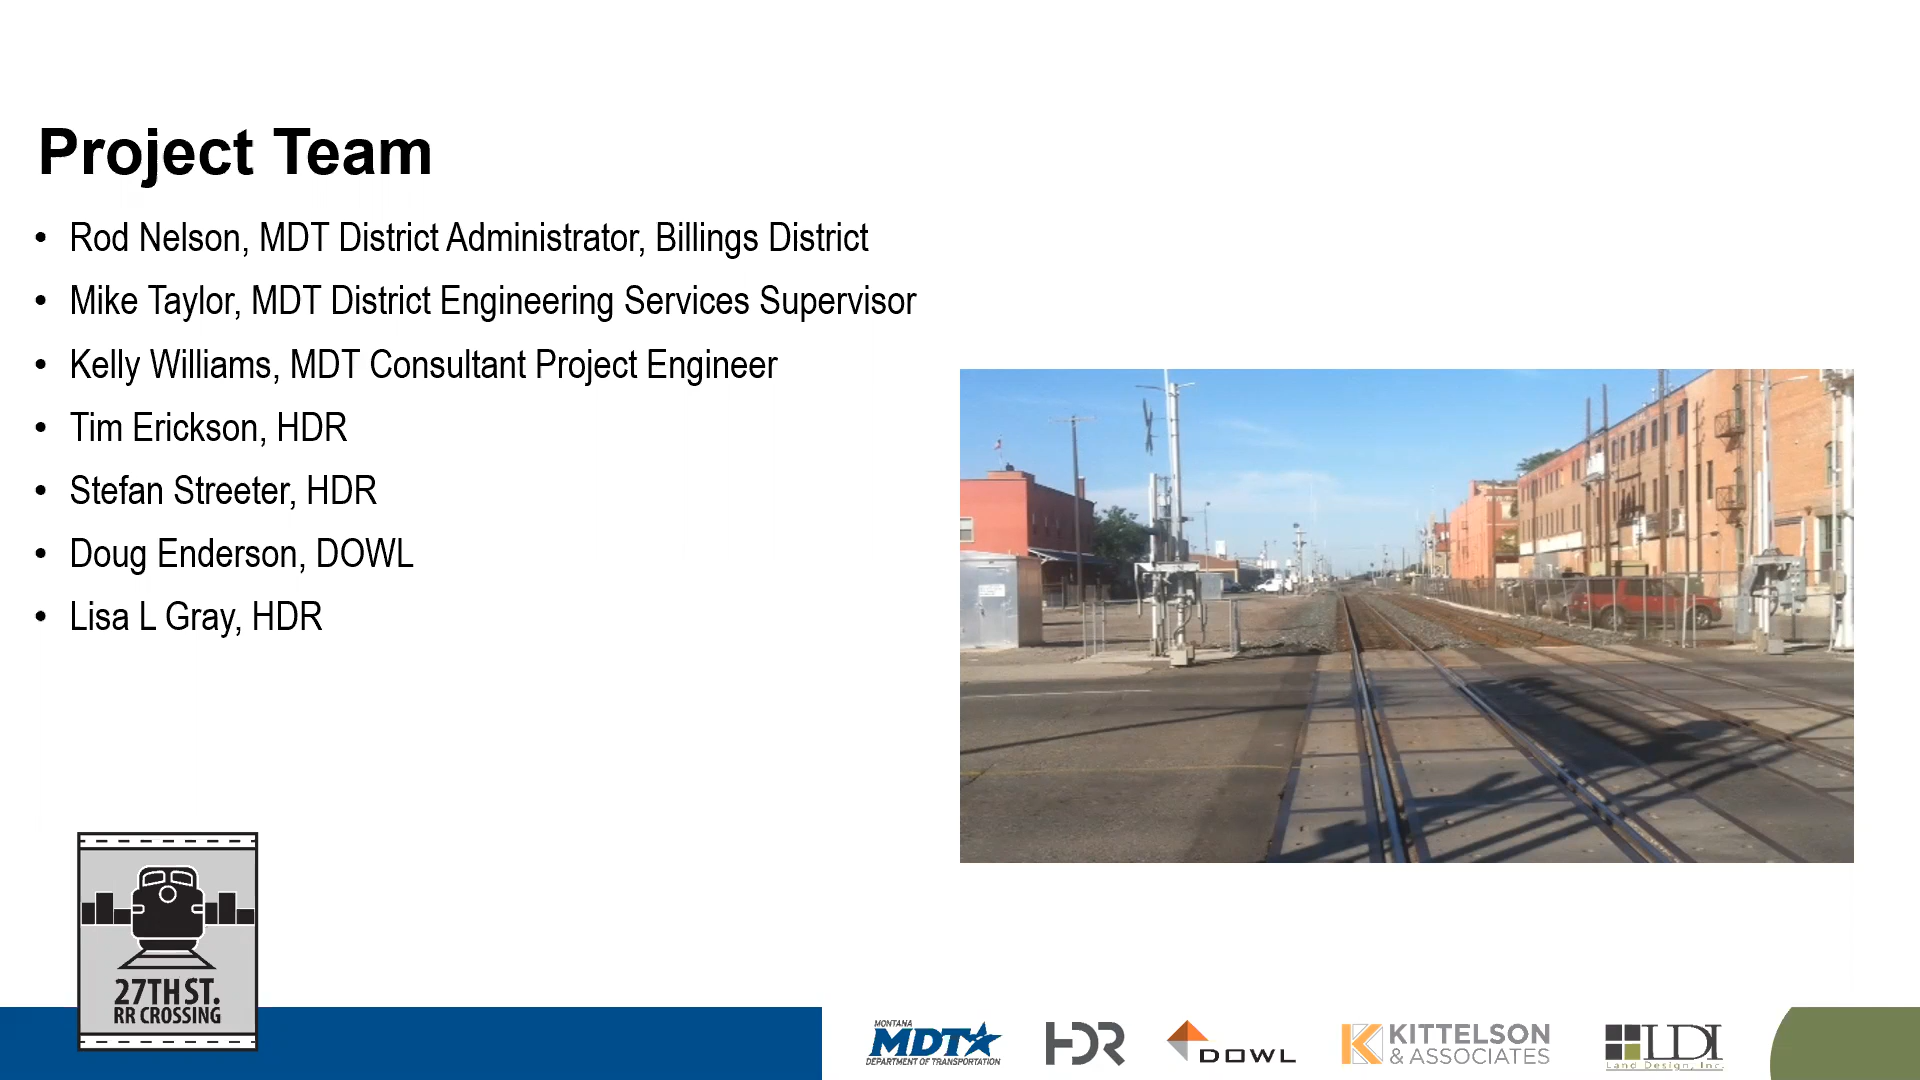 Project Team
• Rod Nelson, MDT District Administrator, Billings District
• Mike Taylor, MDT District Engineering Services Supervisor
• Kelly Williams, MDT Consultant Project Engineer
• Tim Erickson, HDR
• Stefan Streeter, HDR
• Doug Enderson, DOWL
• Lisa L Gray, HDR
27TH ST.
RR CROSSING
MONTANA
MDT
DEPARTMENT OF TRANSPORTATION
HDR
DOWL
KITTELSON
& ASSOCIATES
LDI
Land Design, Inc.